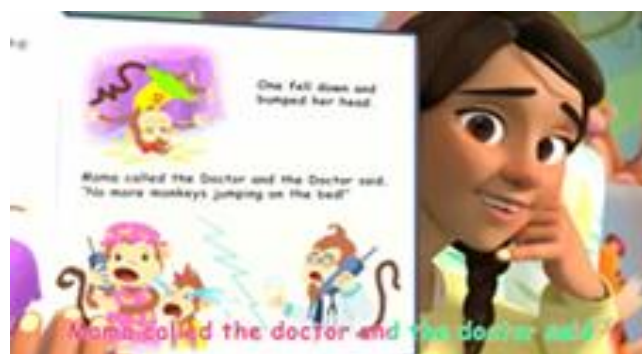 One fell down and
bumped her head.
Mama called the Doctor and the Doctor said,
"No more monkeys jumping on the bed!"
Mama called the doctor and the doctor said